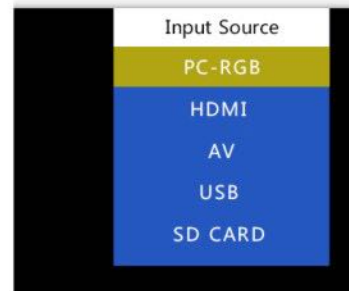 Input Source
PC-RGB
HDMI
AV
USB
SD CARD